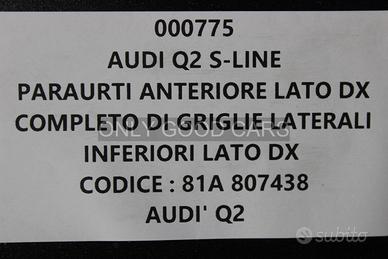 000775
AUDI Q2 S-LINE
PARAURTI ANTERIORE LATO DX
COMPLETO DI GRIGLIE LATERALI
ONLY GOOD CARS
INFERIORI LATO DX
CODICE : 81A 807438
AUDI' Q2
subito